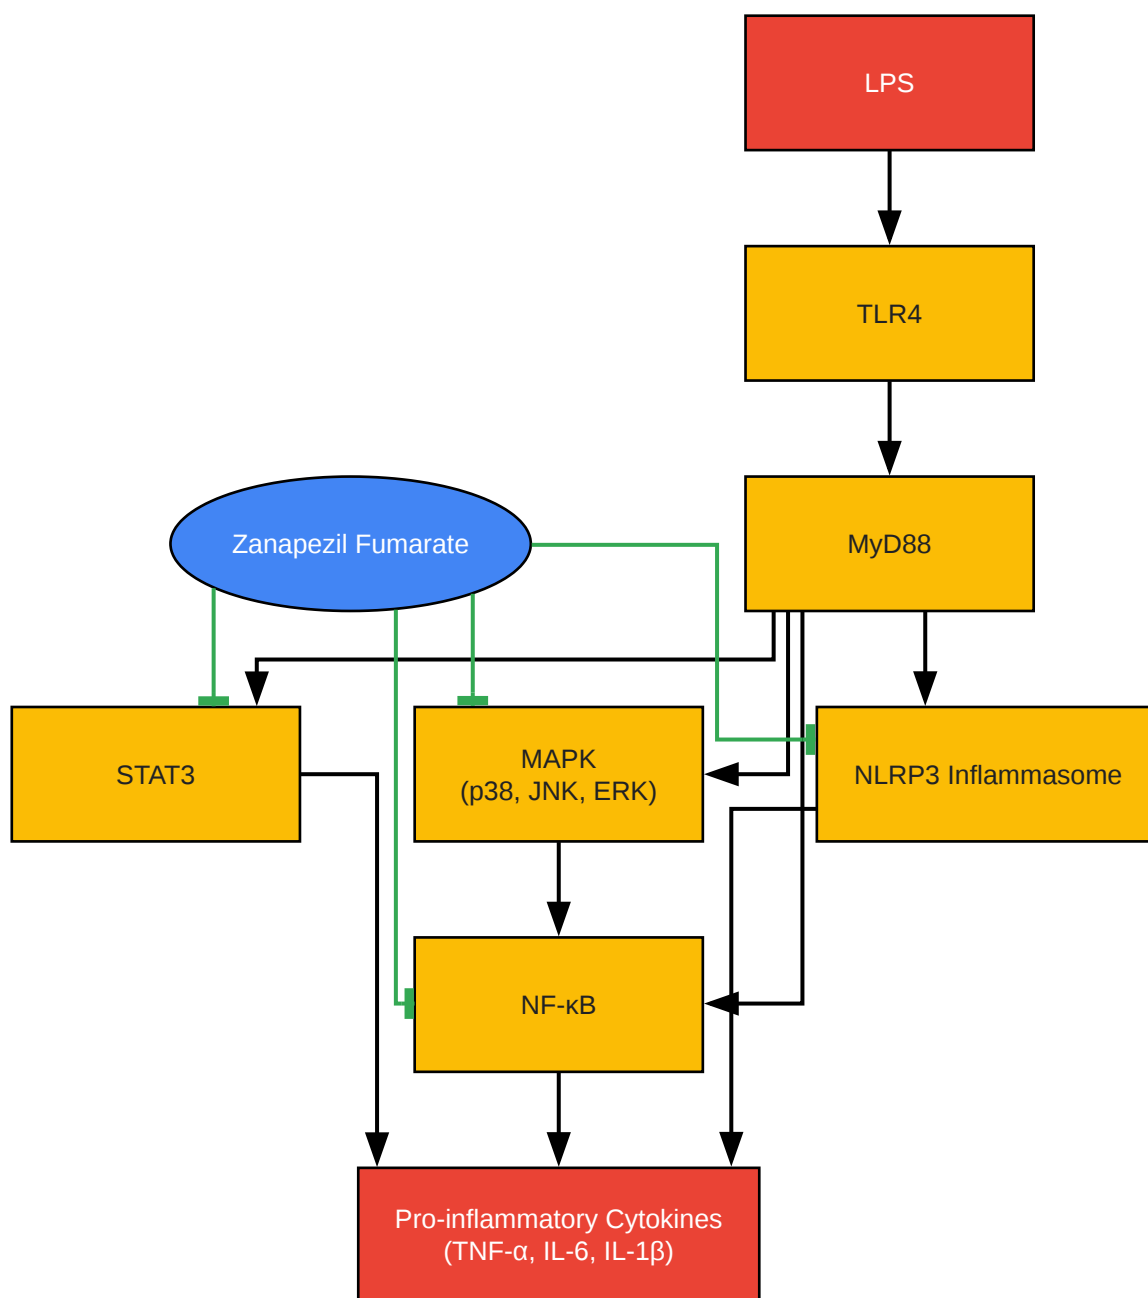 LPS
TLR4
Zanapezil Fumarate
MyD88
STAT3
MAPK
(p38, JNK, ERK)
NLRP3 Inflammasome
NF-κB
Pro-inflammatory Cytokines
(TNF-α, IL-6, IL-1β)